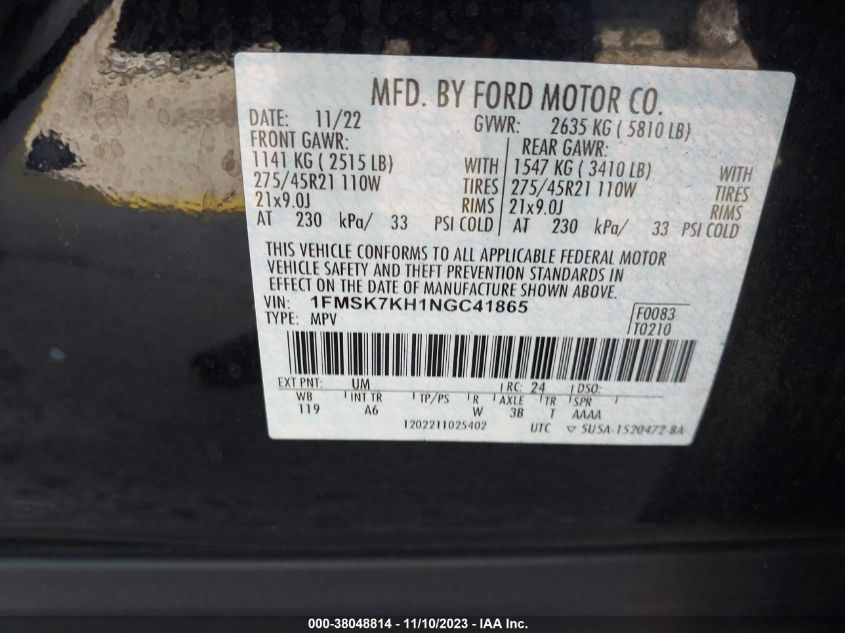 MFD. BY FORD MOTOR CO.
DATE: 11/22 GVWR: 2635 KG ( 5810 LB)
FRONT GAWR: REAR GAWR:
1141 KG ( 2515 LB) WITH 1547 KG ( 3410 LB) WITH
275/45R21 110W TIRES 275/45R21 110W TIRES
21x9.0J RIMS 21x9.0J RIMS
AT 230 kPa/ 33 PSI COLD AT 230 kPa/ 33 PSI COLD
THIS VEHICLE CONFORMS TO ALL APPLICABLE FEDERAL MOTOR
VEHICLE SAFETY AND THEFT PREVENTION STANDARDS IN
EFFECT ON THE DATE OF MANUFACTURE SHOWN ABOVE.
VIN: 1FMSK7KH1NGC41865 F0083
TYPE: MPV T0210
EXT PNT: UM RC: 24 DSO:
WB INT TR TP/PS R AXLE TR SPR
119 A6 W 3B T AAAA
1202211025402 UTC ▽ SU5A-1520472-BA
000-38048814 - 11/10/2023 - IAA Inc.